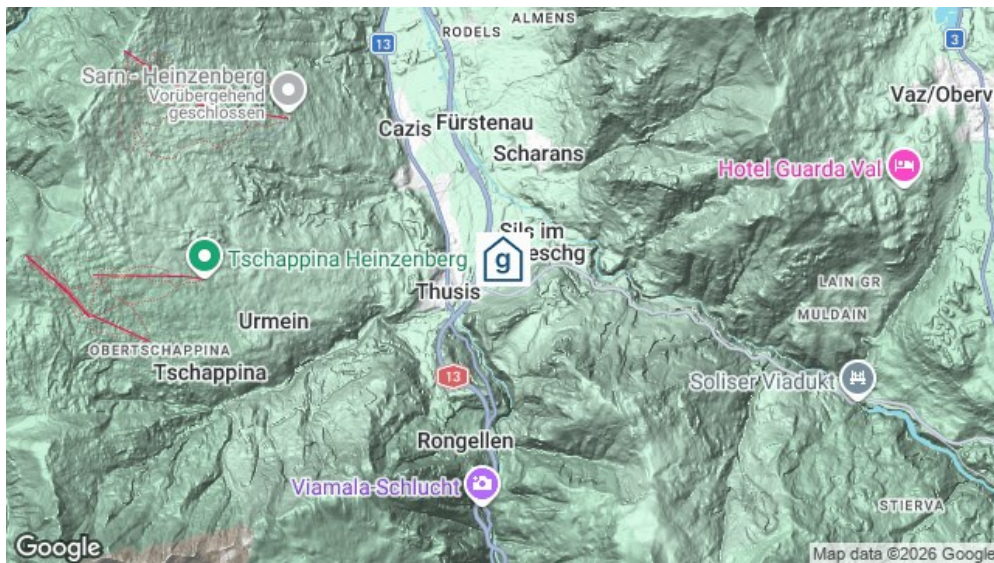 ALMENS
RODELS
13
3
Sarn - Heinzenberg
Vorübergehend
geschlossen
Vaz/Oberv
Cazis
Fürstenau
Scharans
Hotel Guarda Val
Sils im
eschg
g
Tschappina Heinzenberg
Thusis
LAIN GR
MULDAIN
Urmein
OBERTSCHAPPINA
Tschappina
13
Soliser Viadukt
Rongellen
Viamala-Schlucht
STIERVA
Google
Map data ©2026 Google